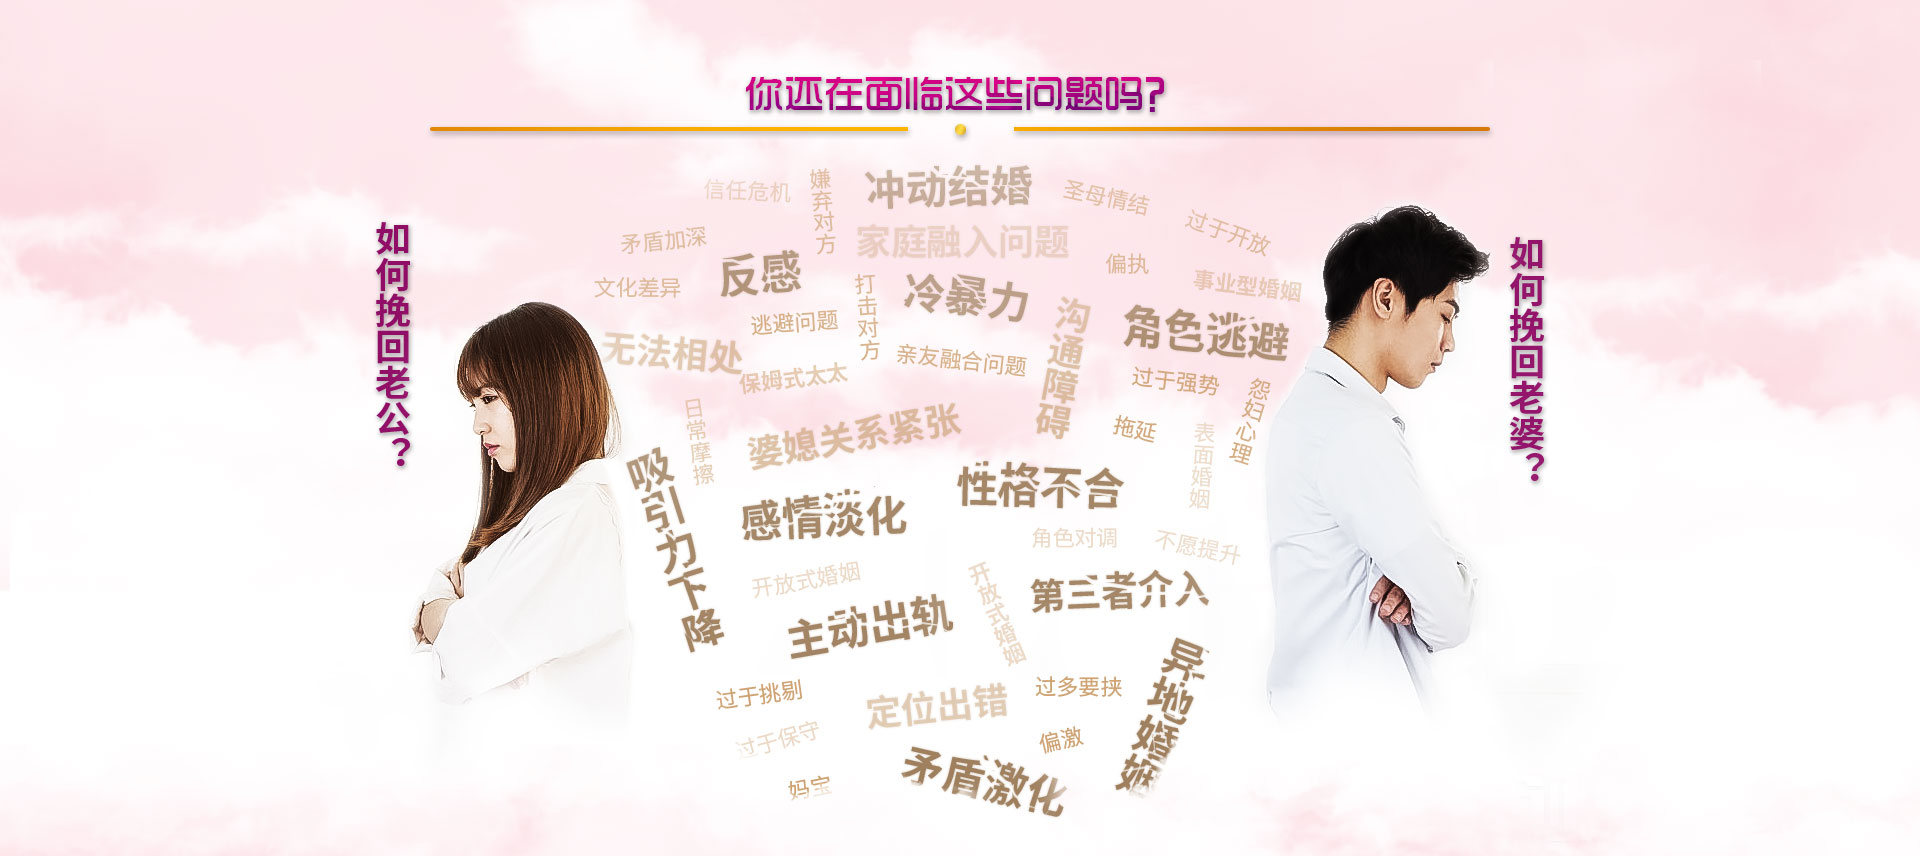 你还在面临这些问题吗?
如何挽回老公?
如何挽回老婆?
信任危机
嫌弃对方
冲动结婚
圣母情结
过于开放
矛盾加深
家庭融入问题
反感
偏执
文化差异
打击对方
冷暴力
事业型婚姻
逃避问题
沟通障碍
角色逃避
无法相处
亲友融合问题
保姆式太太
过于强势
怨妇心理
日常摩擦
婆媳关系紧张
拖延
表面婚姻
吸引力下降
感情淡化
性格不合
角色对调
不愿提升
开放式婚姻
开放式婚姻
第三者介入
主动出轨
异地婚姻
过于挑剔
定位出错
过多要挟
过于保守
偏激
矛盾激化
妈宝